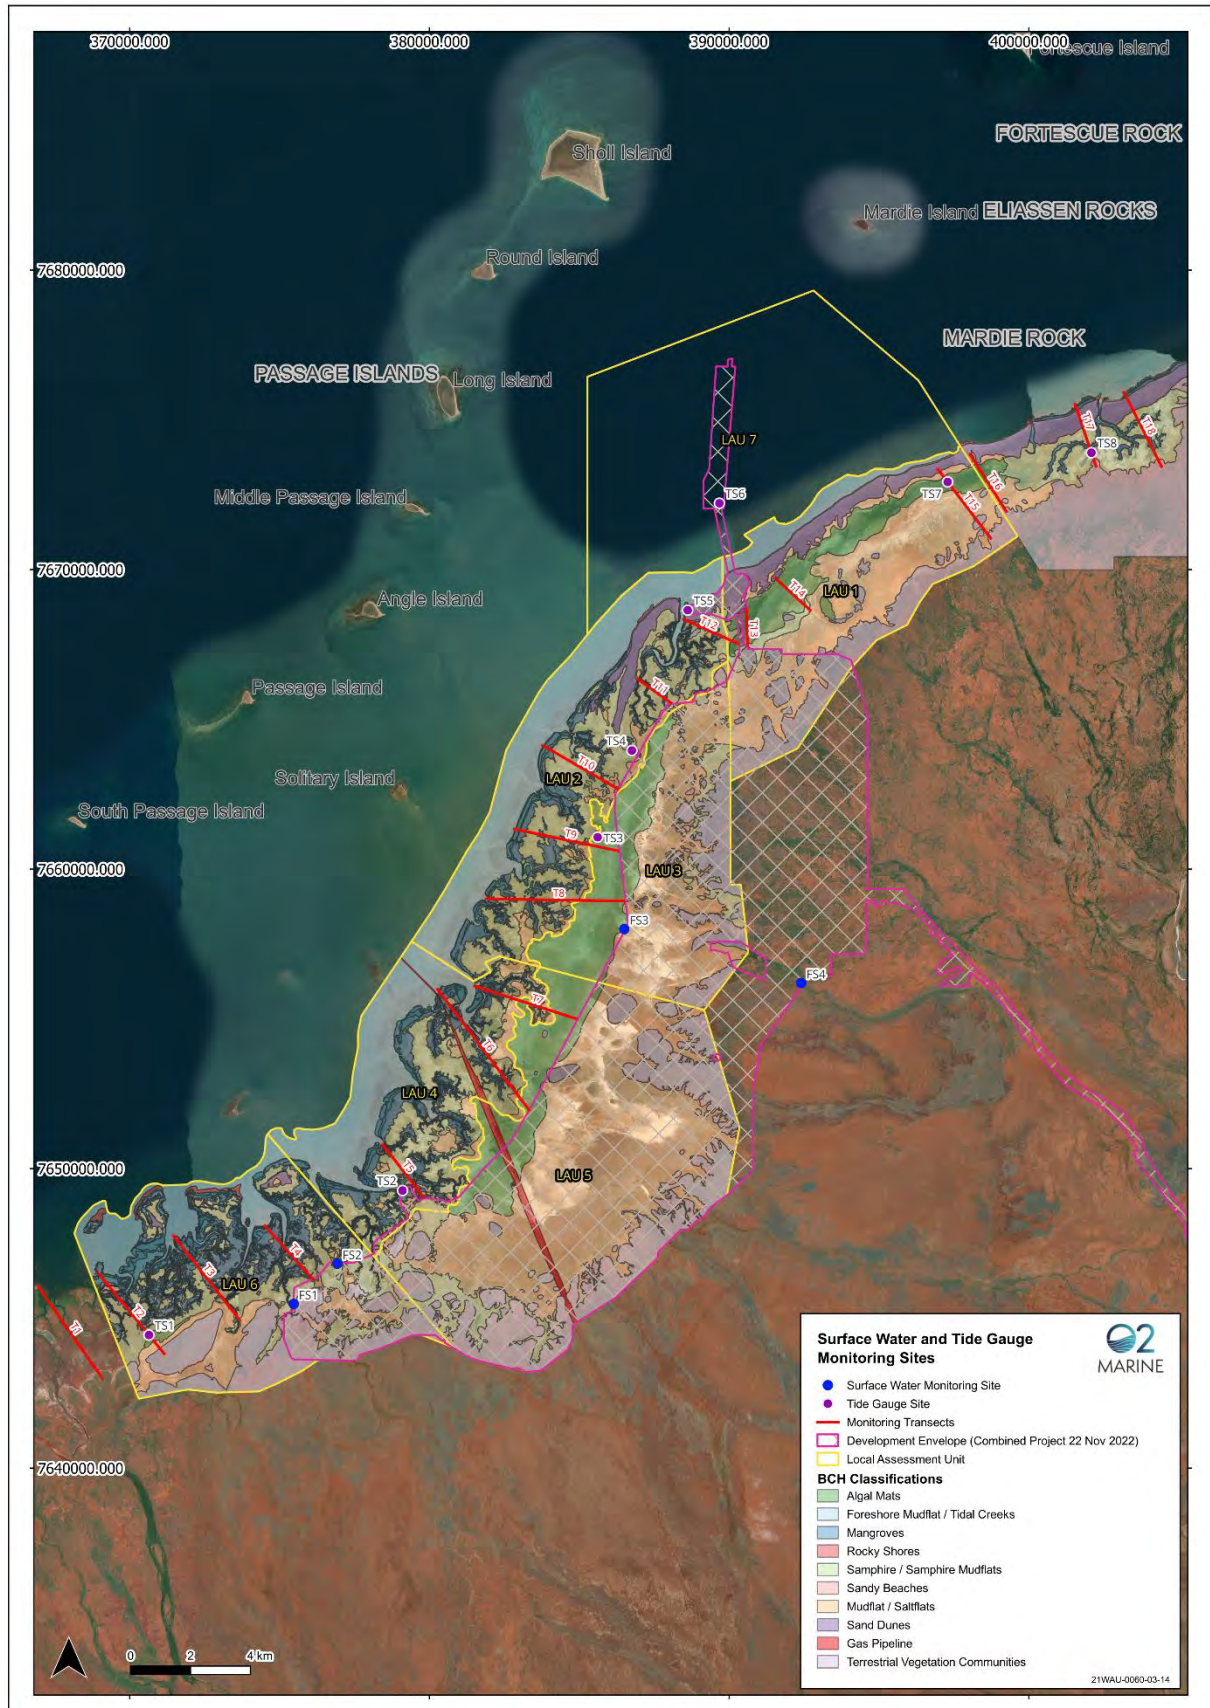 370000.000
380000.000
390000.000
400000.000
Fortescue Island
FORTESCUE ROCK
Sholl Island
Mardie Island
ELIASSEN ROCKS
Round Island
7680000.000
MARDIE ROCK
PASSAGE ISLANDS
Long Island
LAU 7
T17
T18
TS8
Middle Passage Island
TS6
TS7
T16
T15
7670000.000
Angle Island
TS5
T12
T13
T14
LAU 1
Passage Island
T11
TS4
T10
LAU 2
Solitary Island
South Passage Island
T9
TS3
7660000.000
LAU 3
T8
FS3
FS4
T7
T6
LAU 4
7650000.000
T5
TS2
LAU 5
T4
FS2
T3
LAU 6
FS1
T2
TS1
T1
7640000.000
Surface Water and Tide Gauge
Monitoring Sites
O2
MARINE
Surface Water Monitoring Site
Tide Gauge Site
Monitoring Transects
Development Envelope (Combined Project 22 Nov 2022)
Local Assessment Unit
BCH Classifications
Algal Mats
Foreshore Mudflat / Tidal Creeks
Mangroves
Rocky Shores
Samphire / Samphire Mudflats
Sandy Beaches
Mudflat / Saltflats
Sand Dunes
Gas Pipeline
Terrestrial Vegetation Communities
0 2 4 km
21WAU-0060-03-14